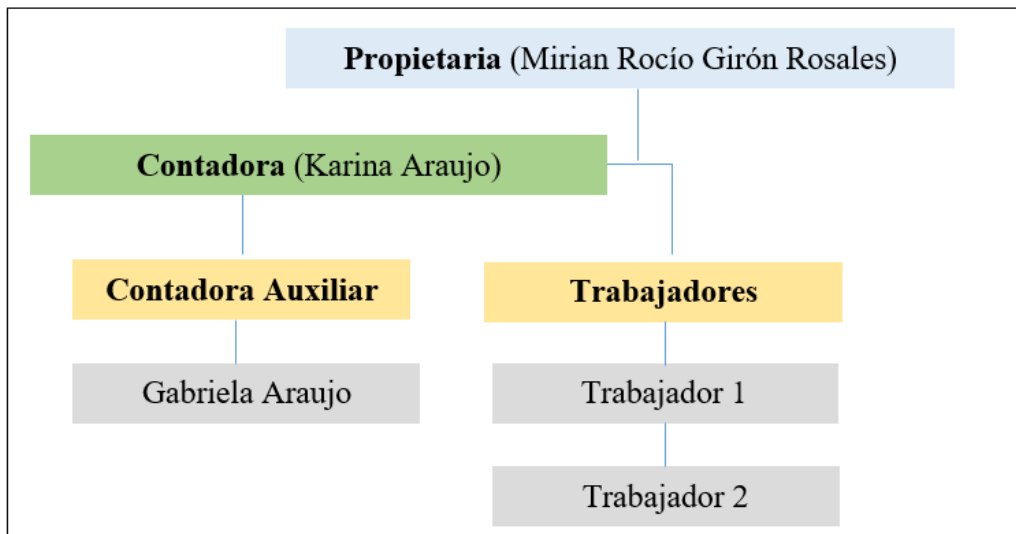 Propietaria (Mirian Rocío Girón Rosales)
Contadora (Karina Araujo)
Contadora Auxiliar
Trabajadores
Gabriela Araujo
Trabajador 1
Trabajador 2